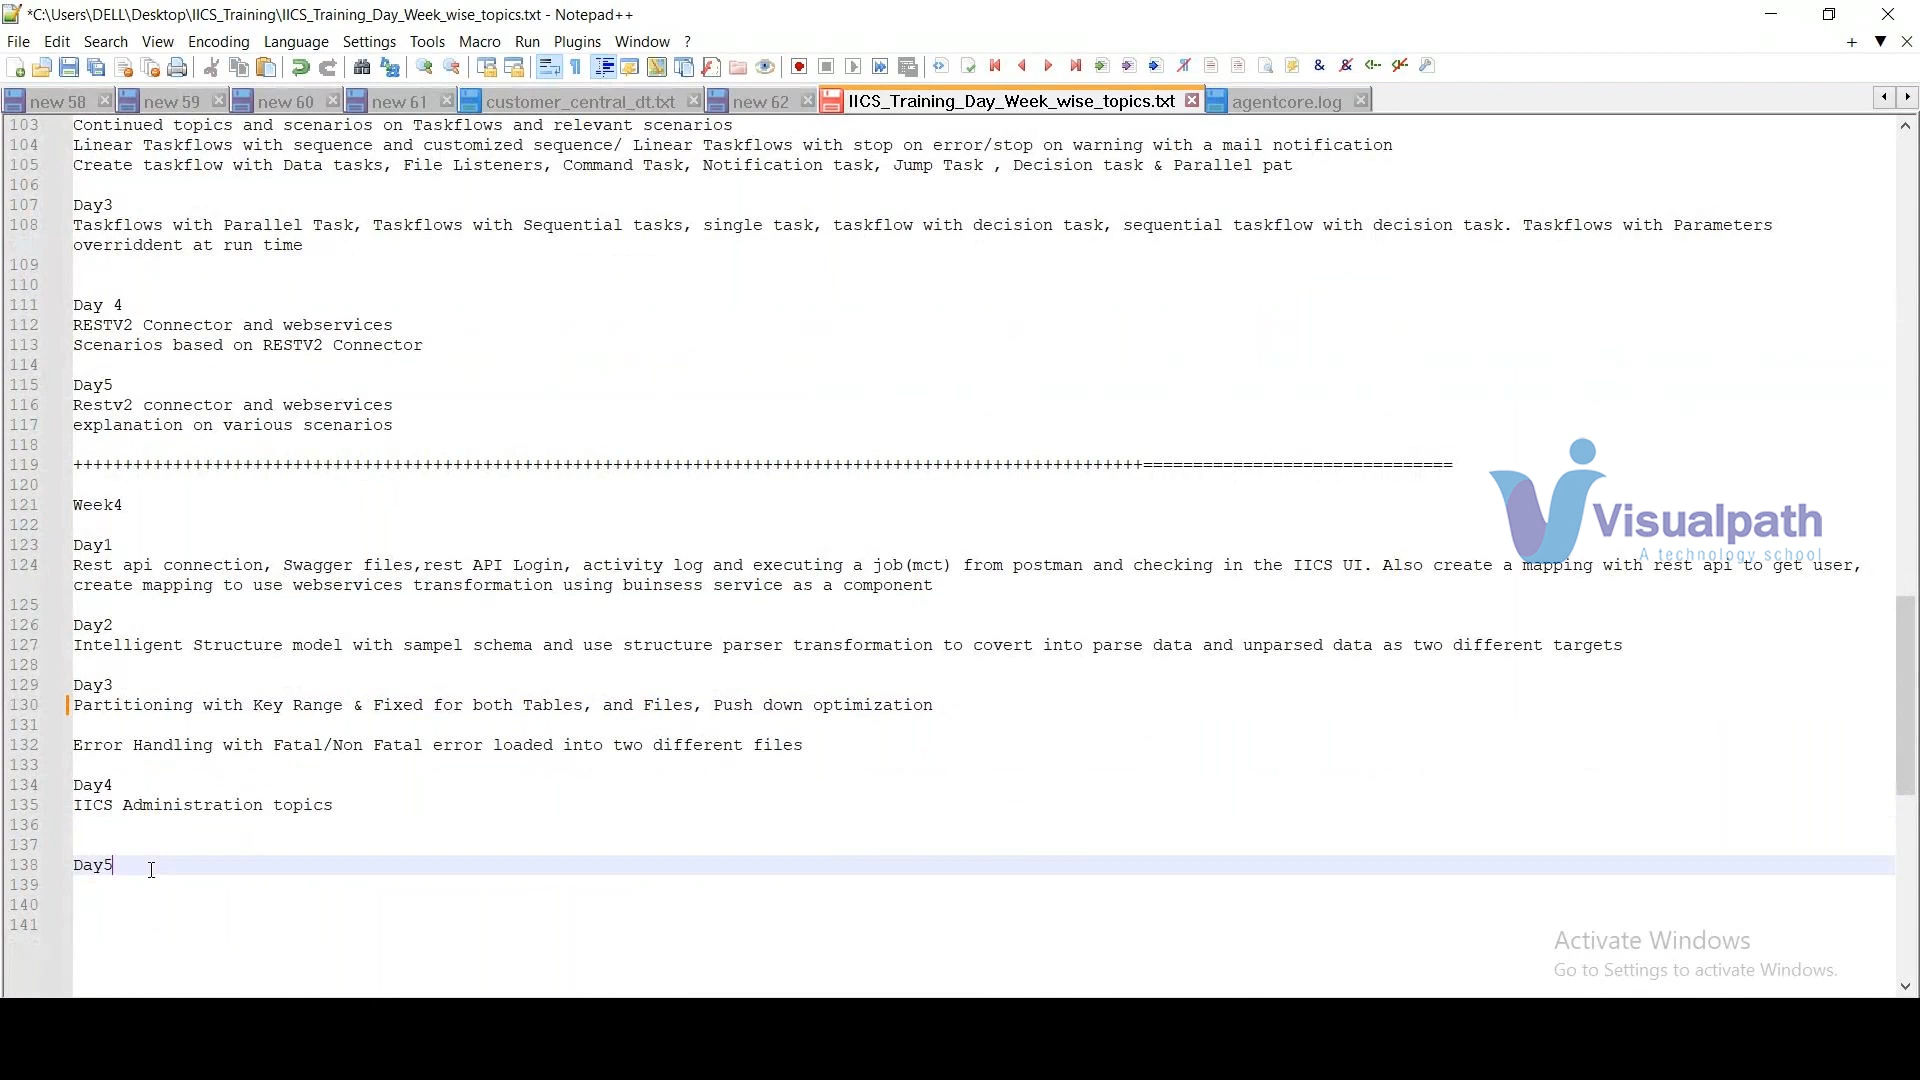 *C:\Users\DELL\Desktop\IICS_Training\IICS_Training_Day_Week_wise_topics.txt - Notepad++
File Edit Search View Encoding Language Settings Tools Macro Run Plugins Window ?
new 58 new 59 new 60 new 61 customer_central_dt.txt new 62 IICS_Training_Day_Week_wise_topics.txt agentcore.log
103 Continued topics and scenarios on Taskflows and relevant scenarios
104 Linear Taskflows with sequence and customized sequence/ Linear Taskflows with stop on error/stop on warning with a mail notification
105 Create taskflow with Data tasks, File Listeners, Command Task, Notification task, Jump Task , Decision task & Parallel pat
106
107 Day3
108 Taskflows with Parallel Task, Taskflows with Sequential tasks, single task, taskflow with decision task, sequential taskflow with decision task. Taskflows with Parameters
overriddent at run time
109
110
111 Day 4
112 RESTV2 Connector and webservices
113 Scenarios based on RESTV2 Connector
114
115 Day5
116 Restv2 connector and webservices
117 explanation on various scenarios
118
119 +++++++++++++++++++++++++++++++++++++++++++++++++++++++++++++++++++++++++++++++++++++++++++++++++++++++++++===============================
120
121 Week4
122
123 Day1
124 Rest api connection, Swagger files,rest API Login, activity log and executing a job(mct) from postman and checking in the IICS UI. Also create a mapping with rest api to get user,
create mapping to use webservices transformation using buinsess service as a component
125
126 Day2
127 Intelligent Structure model with sampel schema and use structure parser transformation to covert into parse data and unparsed data as two different targets
128
129 Day3
130 Partitioning with Key Range & Fixed for both Tables, and Files, Push down optimization
131
132 Error Handling with Fatal/Non Fatal error loaded into two different files
133
134 Day4
135 IICS Administration topics
136
137
138 Day5
139
140
141
Visualpath
A technology school
Activate Windows
Go to Settings to activate Windows.